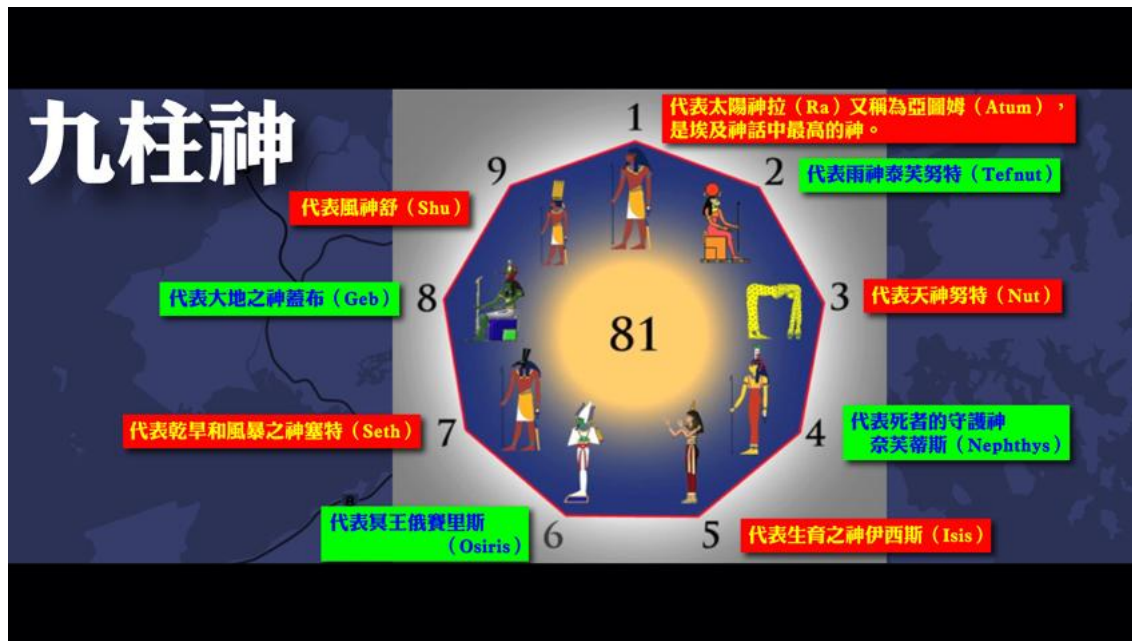 九柱神
1
代表太陽神拉（Ra）又稱為亞圖姆（Atum），
是埃及神話中最高的神。
2
代表雨神泰芙努特（Tefnut）
3
代表天神努特（Nut）
4
代表死者的守護神
奈芙蒂斯（Nephthys）
5
代表生育之神伊西斯（Isis）
6
代表冥王俄賽里斯
（Osiris）
7
代表乾旱和風暴之神塞特（Seth）
8
代表大地之神蓋布（Geb）
9
代表風神舒（Shu）
81